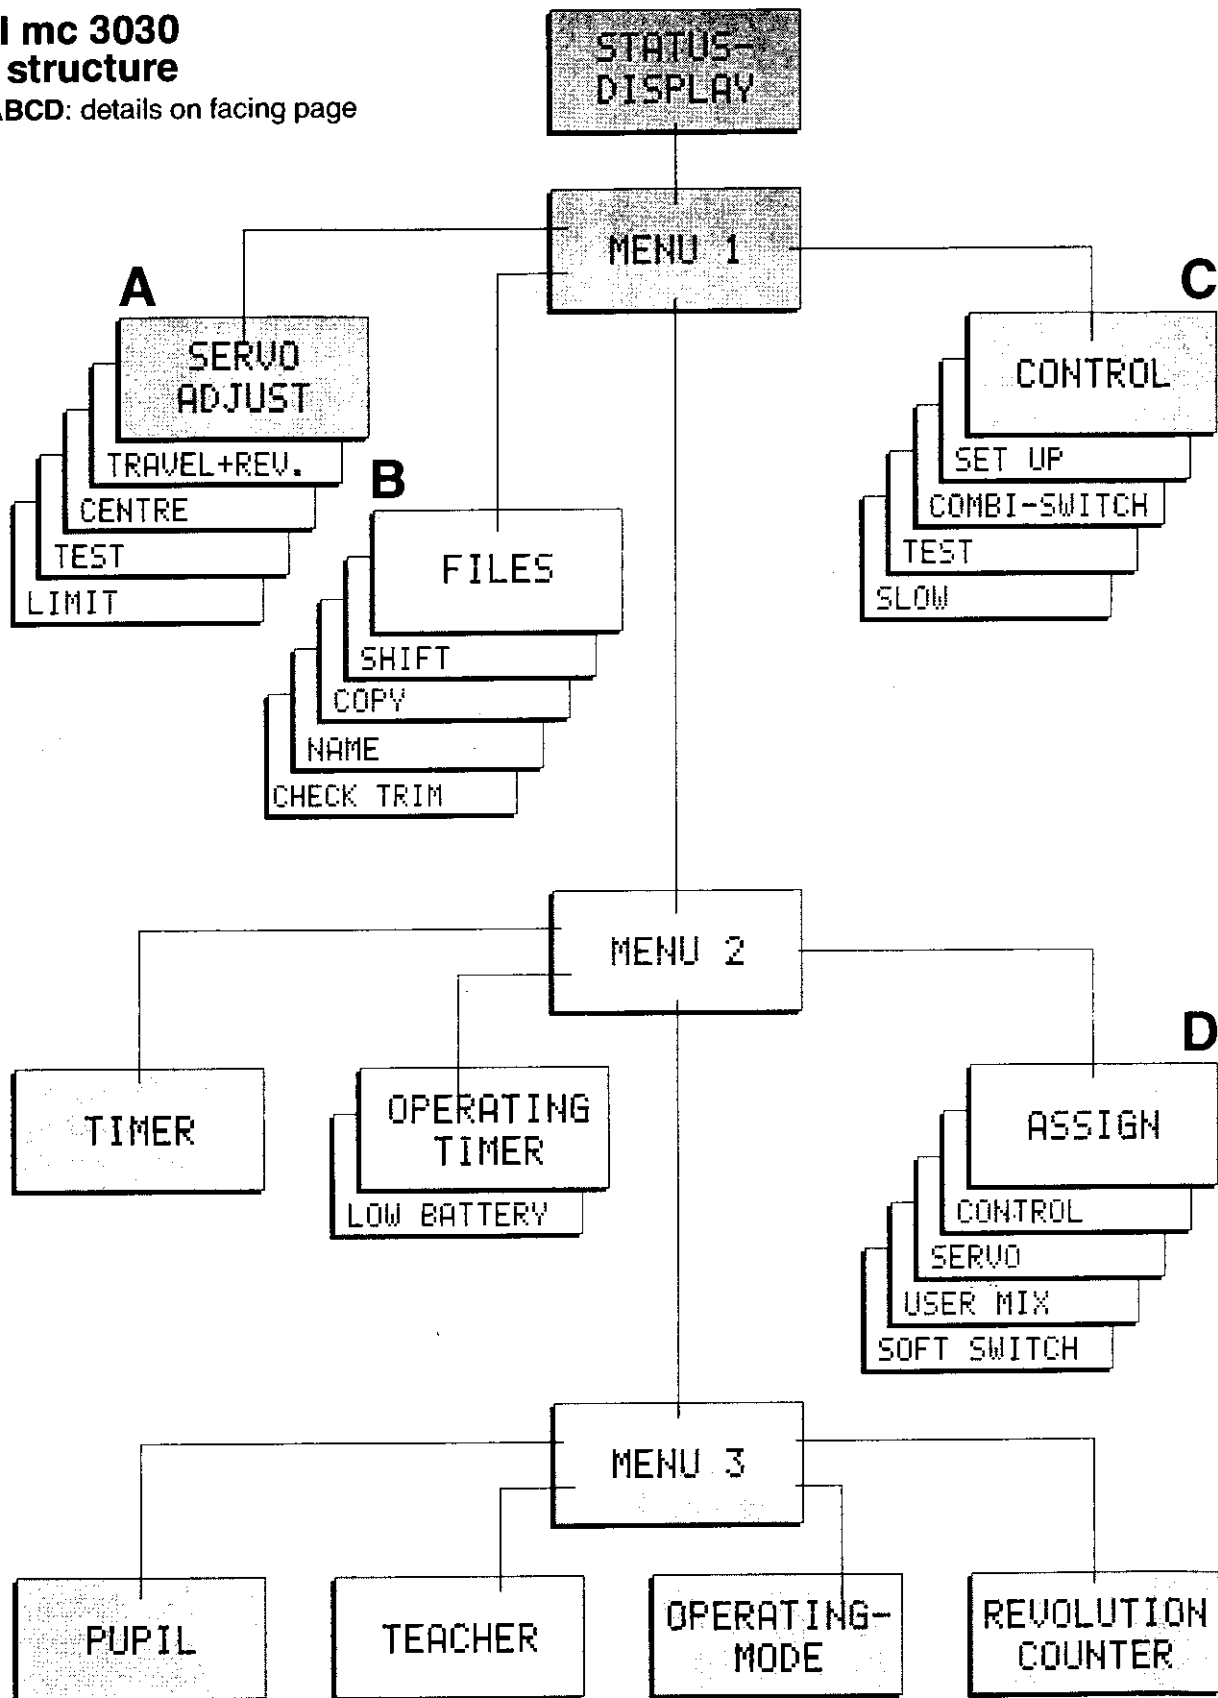 l mc 3030
structure
ABCD: details on facing page
STATUS-
DISPLAY
MENU 1
A
SERVO
ADJUST
TRAVEL+REV.
CENTRE
TEST
LIMIT
B
FILES
SHIFT
COPY
NAME
CHECK TRIM
C
CONTROL
SET UP
COMBI-SWITCH
TEST
SLOW
MENU 2
TIMER
OPERATING
TIMER
LOW BATTERY
D
ASSIGN
CONTROL
SERVO
USER MIX
SOFT SWITCH
MENU 3
PUPIL
TEACHER
OPERATING-
MODE
REVOLUTION
COUNTER